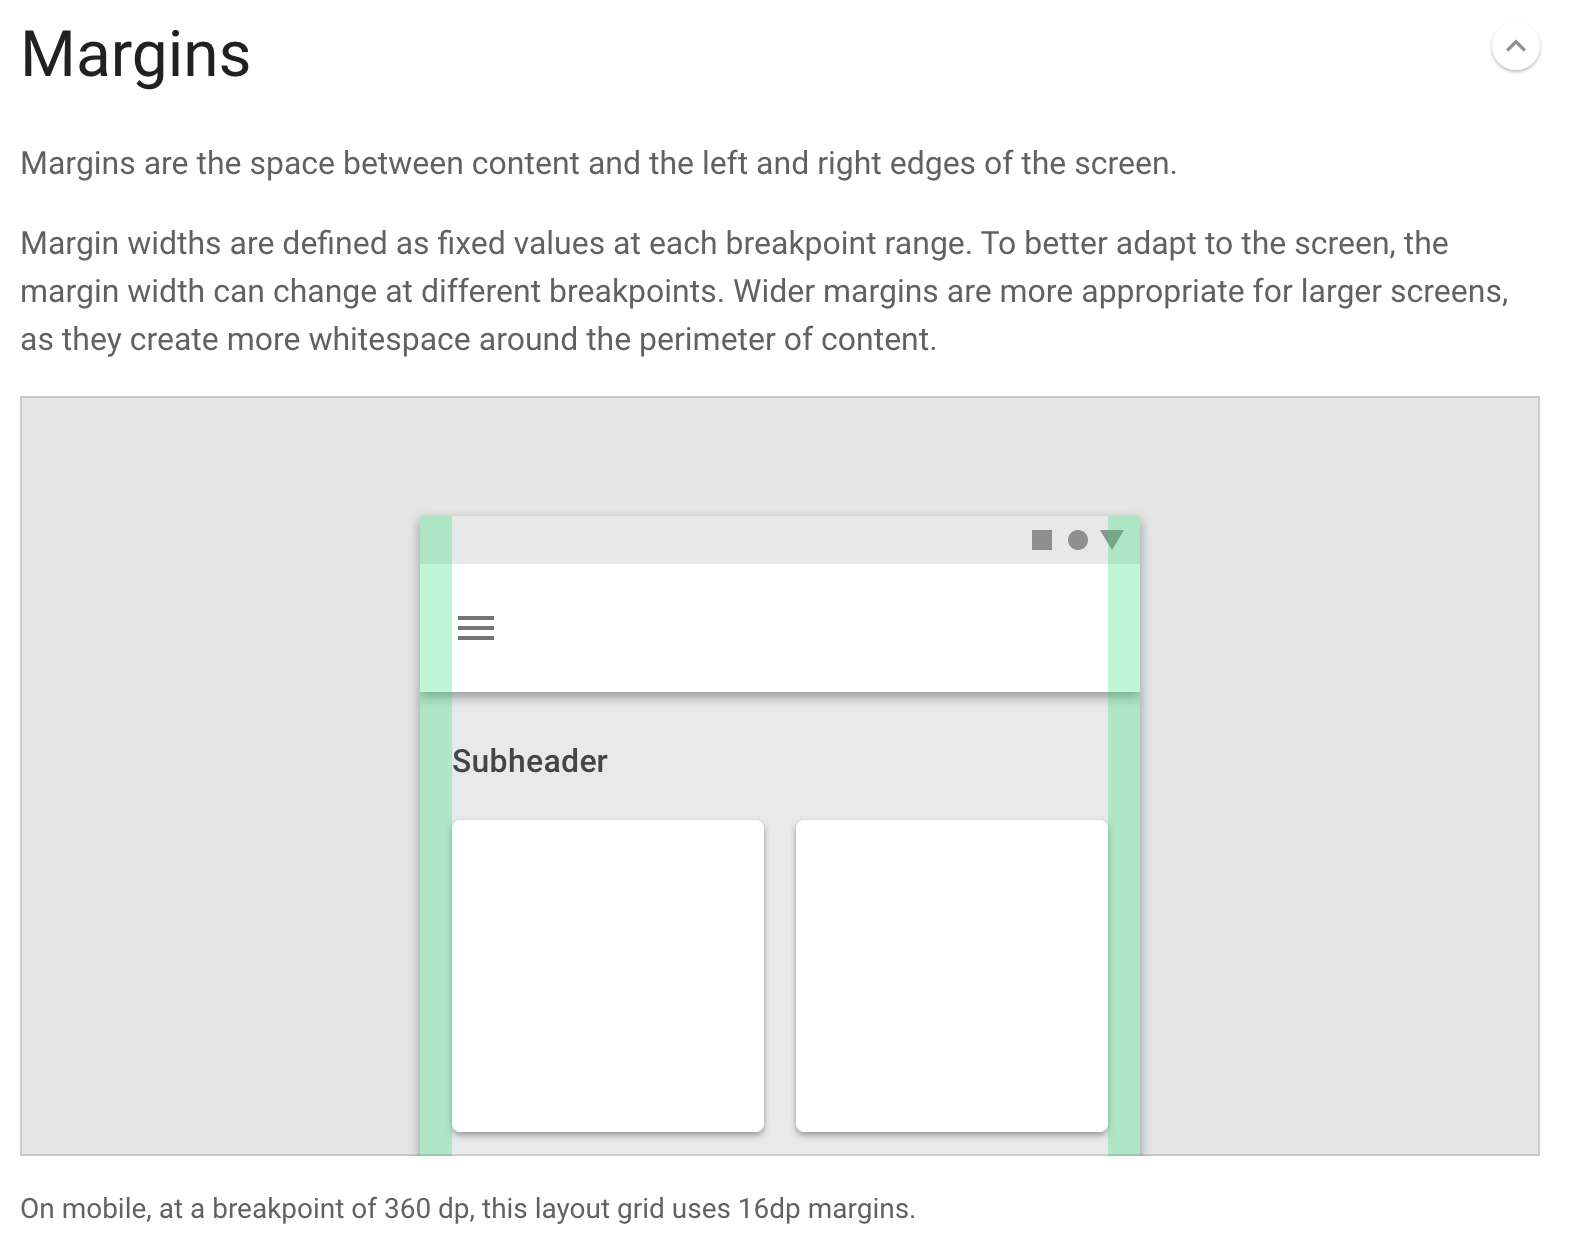 Margins
Margins are the space between content and the left and right edges of the screen.
Margin widths are defined as fixed values at each breakpoint range. To better adapt to the screen, the
margin width can change at different breakpoints. Wider margins are more appropriate for larger screens,
as they create more whitespace around the perimeter of content.
Subheader
On mobile, at a breakpoint of 360 dp, this layout grid uses 16dp margins.